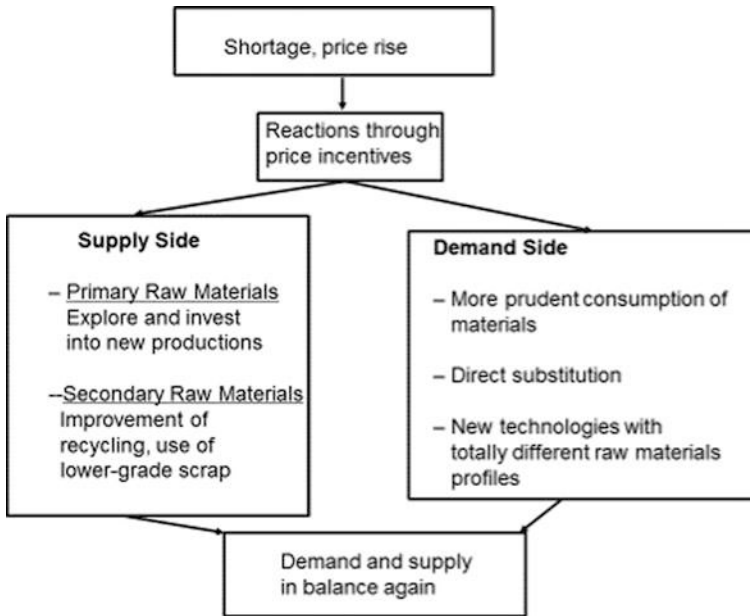 Shortage, price rise
Reactions through
price incentives
Supply Side
– Primary Raw Materials
Explore and invest
into new productions
--Secondary Raw Materials
Improvement of
recycling, use of
lower-grade scrap
Demand Side
– More prudent consumption of
materials
– Direct substitution
– New technologies with
totally different raw materials
profiles
Demand and supply
in balance again